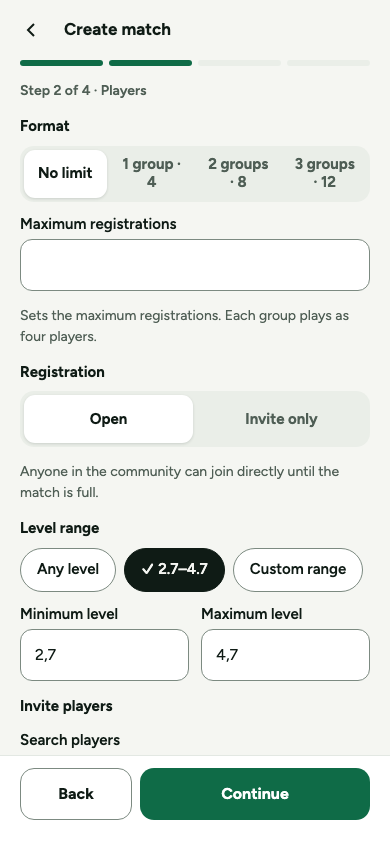 Create match
Step 2 of 4 · Players
Format
No limit
1 group ·
4
2 groups
· 8
3 groups
· 12
Maximum registrations
Sets the maximum registrations. Each group plays as
four players.
Registration
Open
Invite only
Anyone in the community can join directly until the
match is full.
Level range
Any level
✓ 2.7–4.7
Custom range
Minimum level
Maximum level
2,7
4,7
Invite players
Search players
Back
Continue